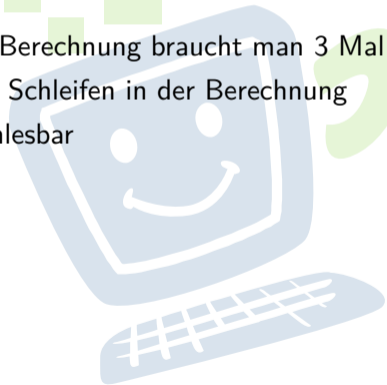 Berechnung braucht man 3 Mal
Schleifen in der Berechnung
lesbar